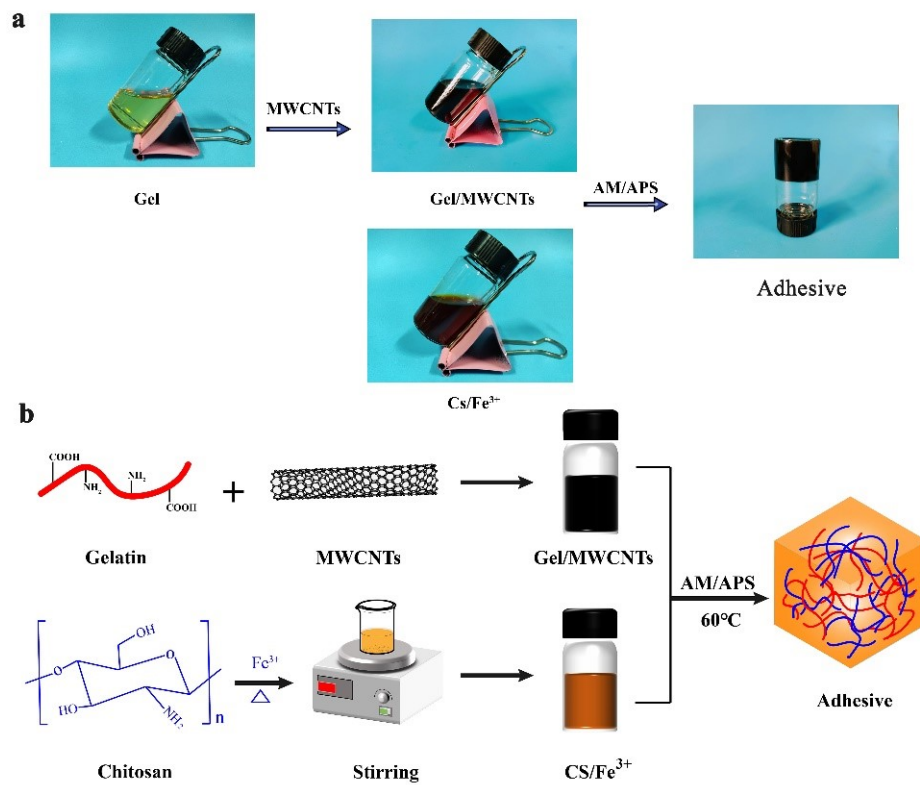 a
MWCNTs
Gel
Gel/MWCNTs
AM/APS
Adhesive
Cs/Fe³⁺
b
COOH
NH₂
NH₂
COOH
+
Gelatin
MWCNTs
Gel/MWCNTs
AM/APS
60℃
OH
O
O
HO
NH₂
n
Fe³⁺
△
Chitosan
Stirring
CS/Fe³⁺
Adhesive